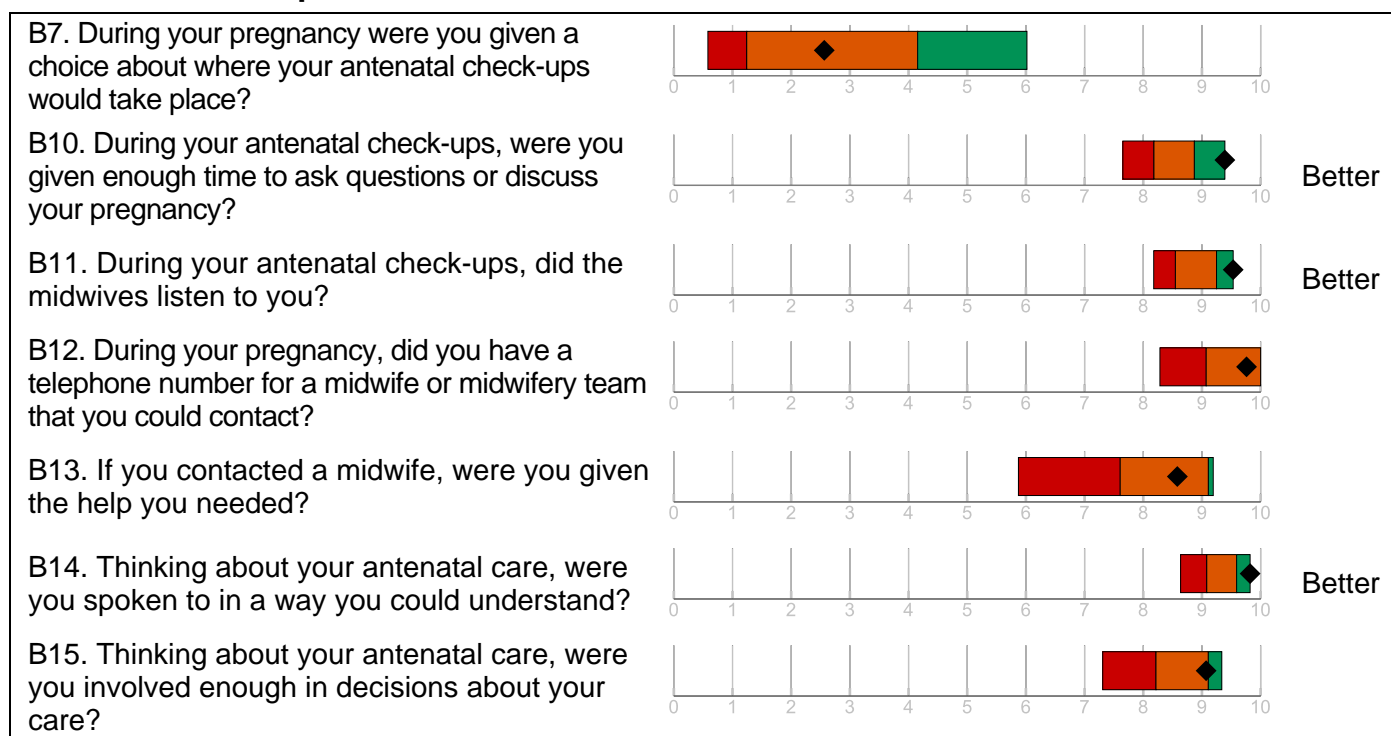 B7. During your pregnancy were you given a
choice about where your antenatal check-ups
would take place?
0 1 2 3 4 5 6 7 8 9 10
B10. During your antenatal check-ups, were you
given enough time to ask questions or discuss
your pregnancy?
Better
0 1 2 3 4 5 6 7 8 9 10
B11. During your antenatal check-ups, did the
midwives listen to you?
Better
0 1 2 3 4 5 6 7 8 9 10
B12. During your pregnancy, did you have a
telephone number for a midwife or midwifery team
that you could contact?
0 1 2 3 4 5 6 7 8 9 10
B13. If you contacted a midwife, were you given
the help you needed?
0 1 2 3 4 5 6 7 8 9 10
B14. Thinking about your antenatal care, were
you spoken to in a way you could understand?
Better
0 1 2 3 4 5 6 7 8 9 10
B15. Thinking about your antenatal care, were
you involved enough in decisions about your
care?
0 1 2 3 4 5 6 7 8 9 10